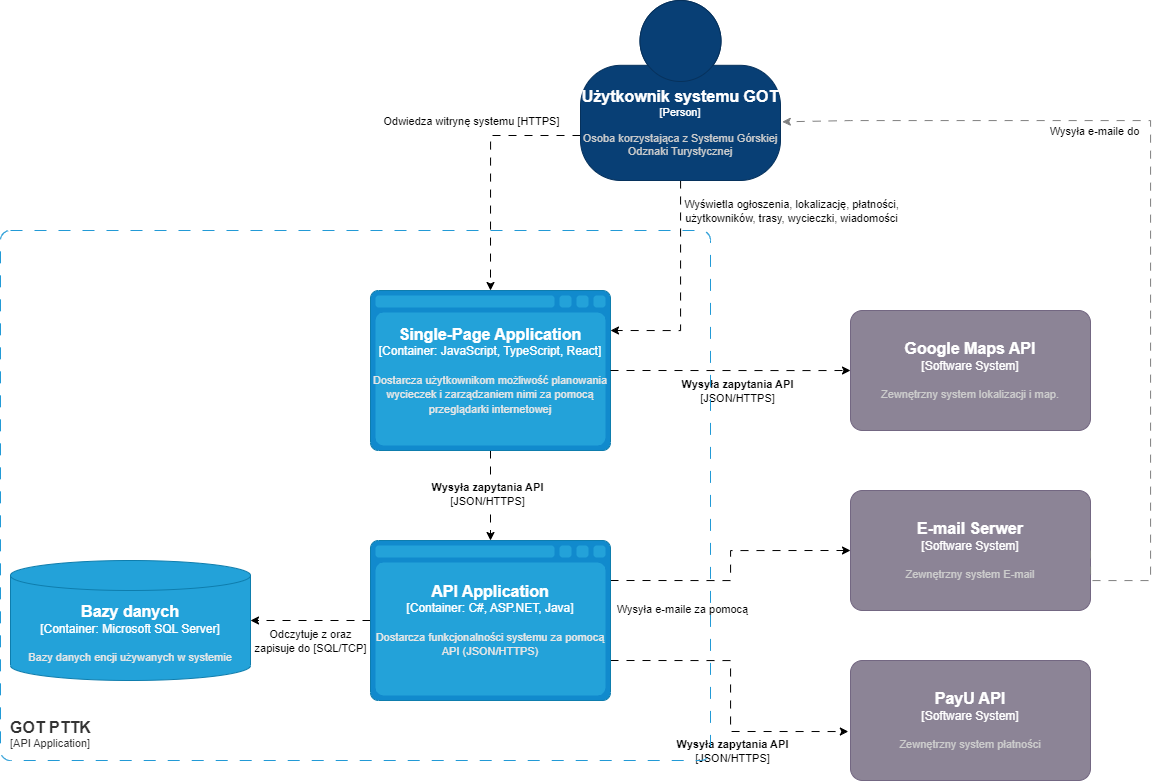 Użytkownik systemu GOT
[Person]
Osoba korzystająca z Systemu Górskiej
Odznaki Turystycznej
Odwiedza witrynę systemu [HTTPS]
Wysyła e-maile do
Wyświetla ogłoszenia, lokalizację, płatności,
użytkowników, trasy, wycieczki, wiadomości
Single-Page Application
[Container: JavaScript, TypeScript, React]
Dostarcza użytkownikom możliwość planowania
wycieczek i zarządzaniem nimi za pomocą
przeglądarki internetowej
Wysyła zapytania API
[JSON/HTTPS]
Google Maps API
[Software System]
Zewnętrzny system lokalizacji i map.
Wysyła zapytania API
[JSON/HTTPS]
E-mail Serwer
[Software System]
Zewnętrzny system E-mail
API Application
[Container: C#, ASP.NET, Java]
Dostarcza funkcjonalności systemu za pomocą
API (JSON/HTTPS)
Wysyła e-maile za pomocą
Bazy danych
[Container: Microsoft SQL Server]
Bazy danych encji używanych w systemie
Odczytuje z oraz
zapisuje do [SQL/TCP]
PayU API
[Software System]
Zewnętrzny system płatności
Wysyła zapytania API
[JSON/HTTPS]
GOT PTTK
[API Application]